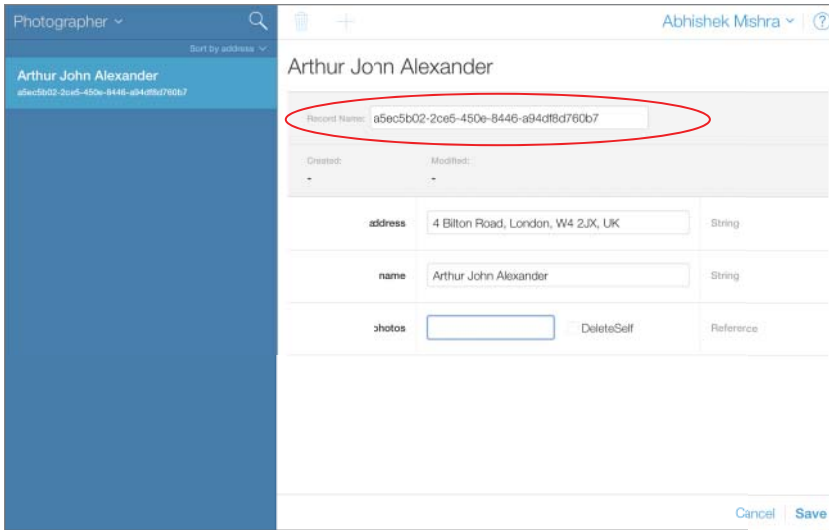 Photographer
Sort by address
Arthur John Alexander
a5ec5b02-2ce5-450e-8446-a94df8d760b7
Abhishek Mishra
?
Arthur John Alexander
Record Name: a5ec5b02-2ce5-450e-8446-a94df8d760b7
Created: Modified:
- -
address 4 Bilton Road, London, W4 2JX, UK String
name Arthur John Alexander String
photos DeleteSelf Reference
Cancel Save